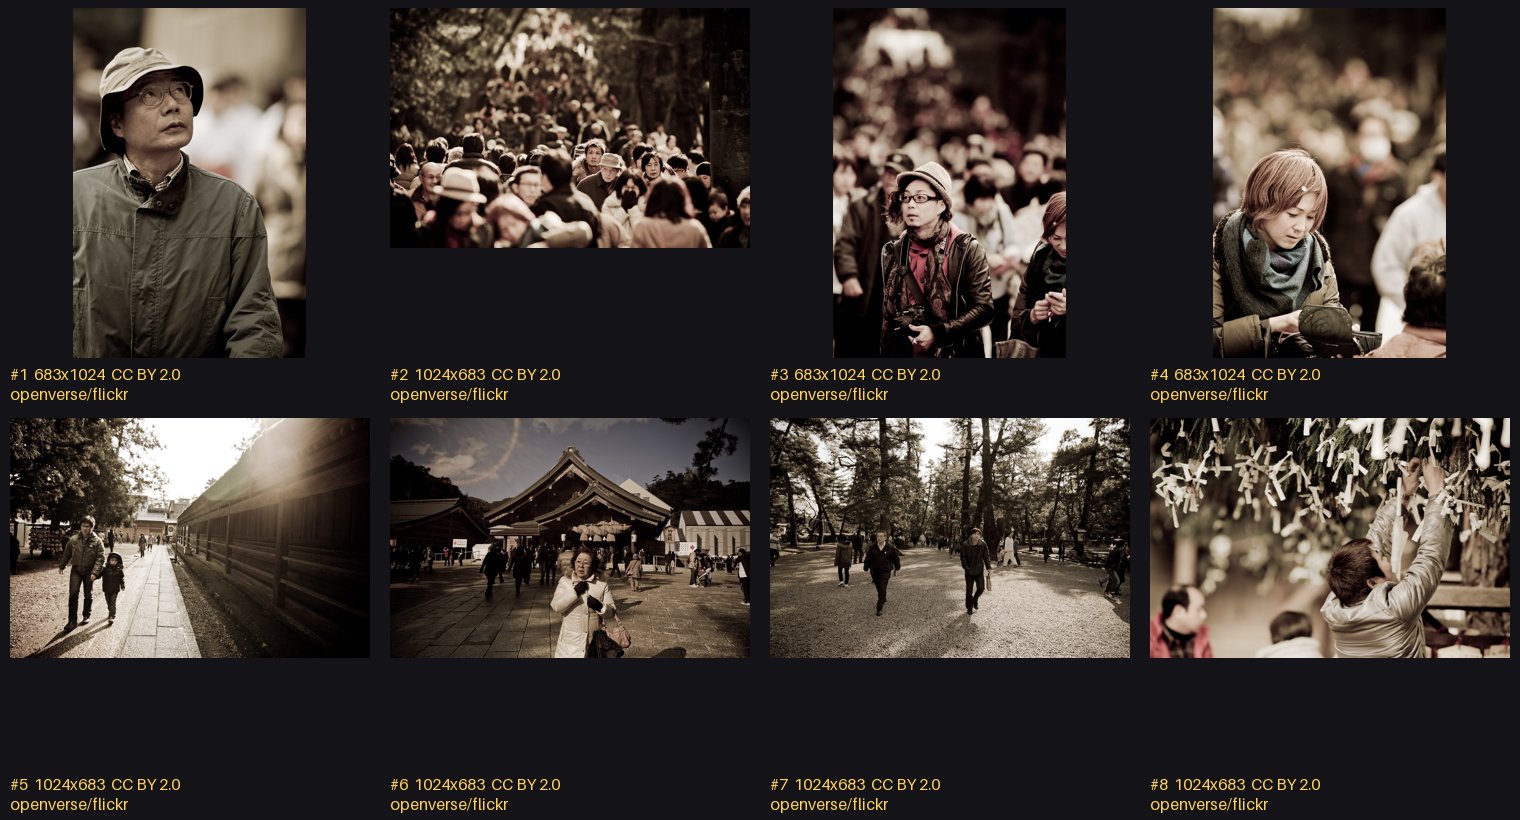 #1 683x1024 CC BY 2.0
openverse/flickr
#2 1024x683 CC BY 2.0
openverse/flickr
#3 683x1024 CC BY 2.0
openverse/flickr
#4 683x1024 CC BY 2.0
openverse/flickr
#5 1024x683 CC BY 2.0
openverse/flickr
#6 1024x683 CC BY 2.0
openverse/flickr
#7 1024x683 CC BY 2.0
openverse/flickr
#8 1024x683 CC BY 2.0
openverse/flickr